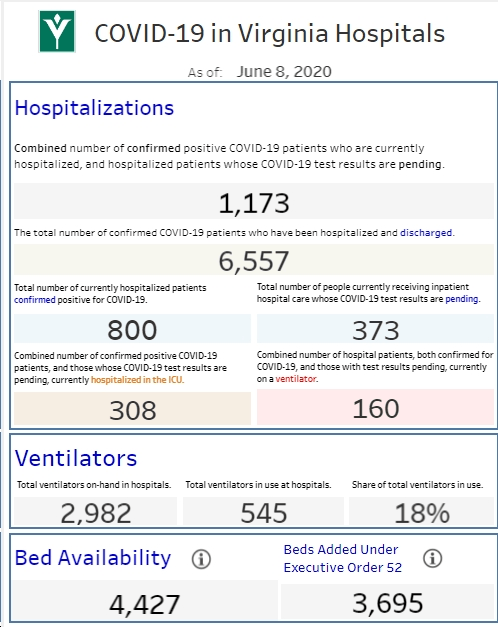 COVID-19 in Virginia Hospitals
As of: June 8, 2020
Hospitalizations
Combined number of confirmed positive COVID-19 patients who are currently
hospitalized, and hospitalized patients whose COVID-19 test results are pending.
1,173
The total number of confirmed COVID-19 patients who have been hospitalized and discharged.
6,557
Total number of currently hospitalized patients
confirmed positive for COVID-19.
Total number of people currently receiving inpatient
hospital care whose COVID-19 test results are pending.
800
373
Combined number of confirmed positive COVID-19
patients, and those whose COVID-19 test results are
pending, currently hospitalized in the ICU.
Combined number of hospital patients, both confirmed for
COVID-19, and those with test results pending, currently
on a ventilator.
308
160
Ventilators
Total ventilators on-hand in hospitals.
Total ventilators in use at hospitals.
Share of total ventilators in use.
2,982
545
18%
Bed Availability
Beds Added Under
Executive Order 52
4,427
3,695